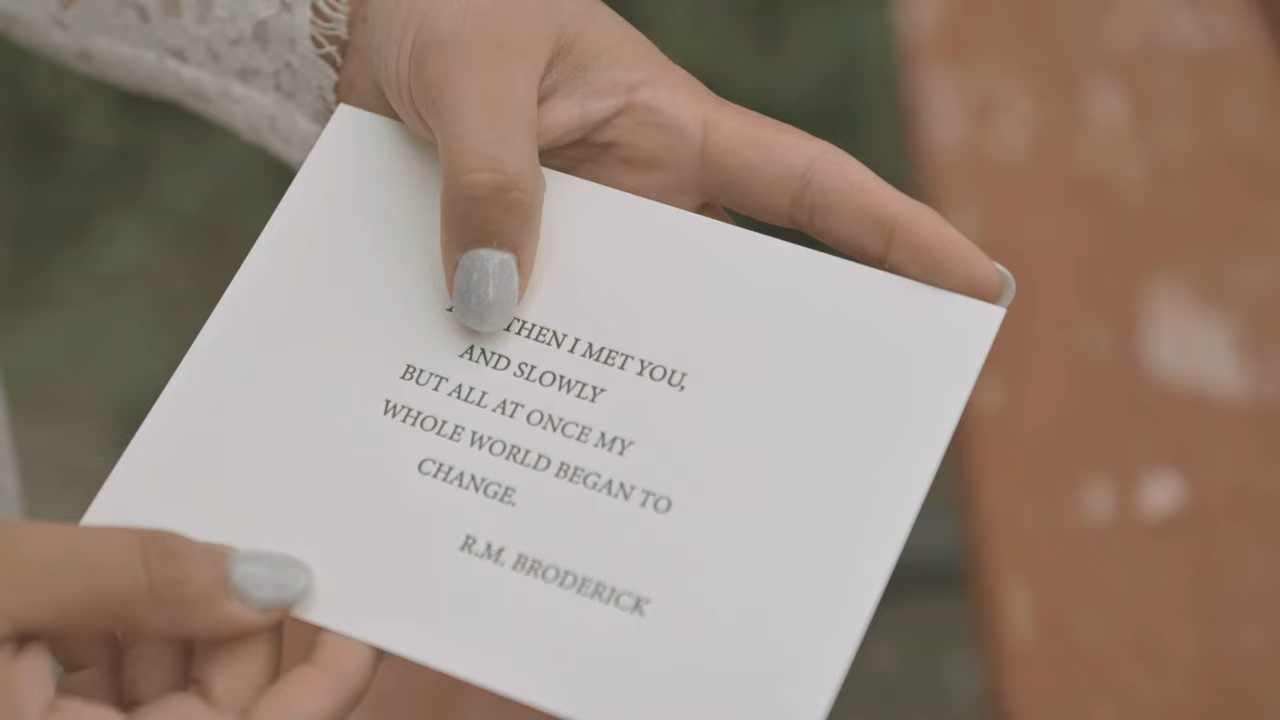 THEN I MET YOU,
AND SLOWLY
BUT ALL AT ONCE MY
WHOLE WORLD BEGAN TO
CHANGE.
R.M. BRODERICK